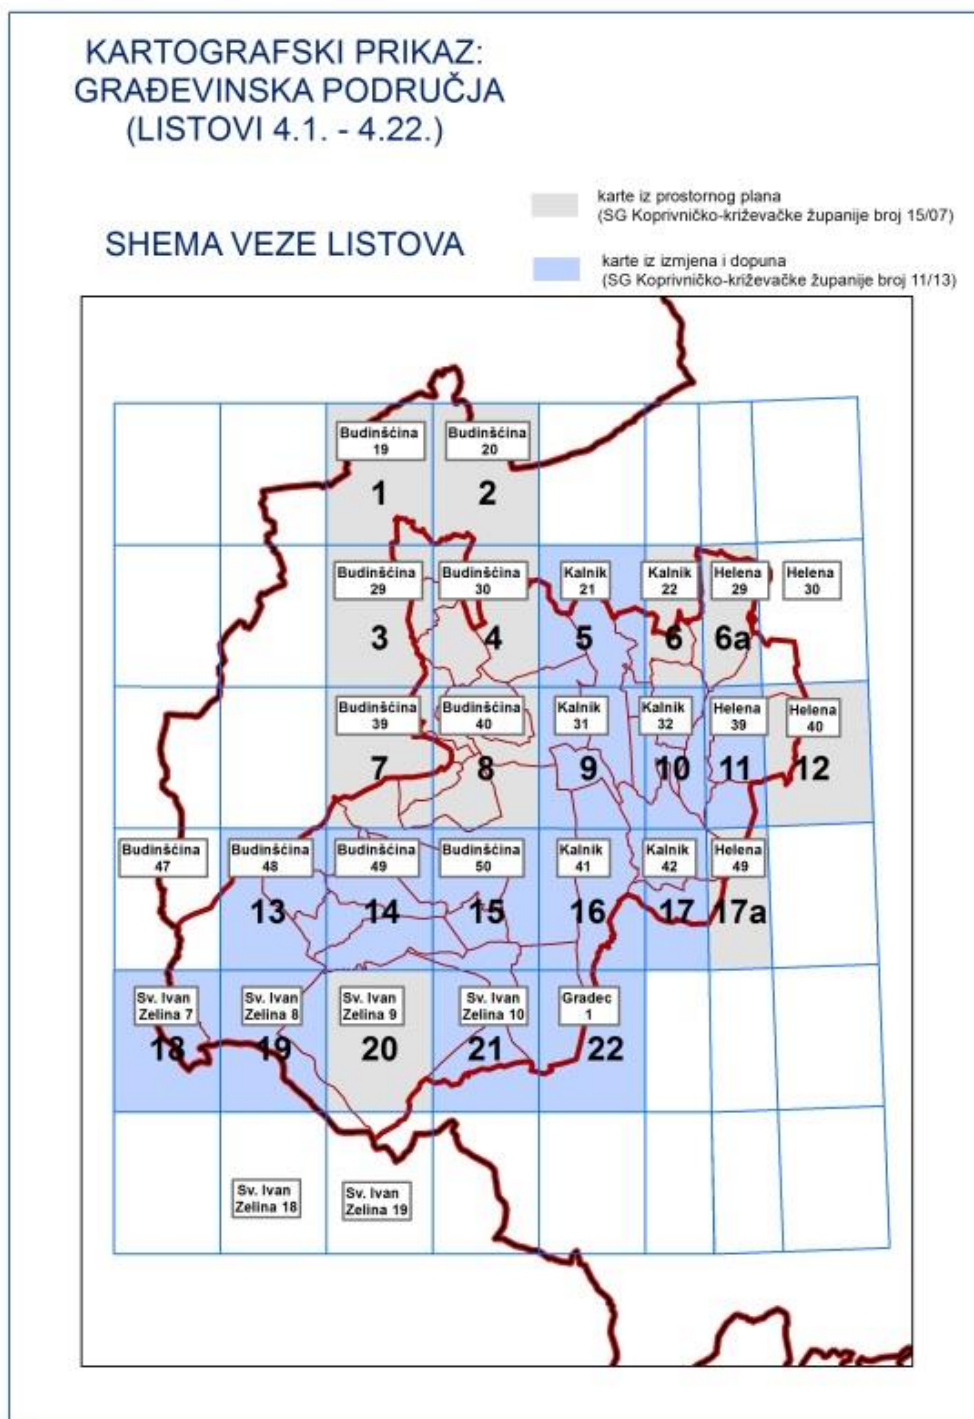 KARTOGRAFSKI PRIKAZ:
GRAĐEVINSKA PODRUČJA
(LISTOVI 4.1. - 4.22.)
karte iz prostornog plana
(SG Koprivničko-križevačke županije broj 15/07)
SHEMA VEZE LISTOVA
karte iz izmjena i dopuna
(SG Koprivničko-križevačke županije broj 11/13)
Budinšćina
19
1
Budinšćina
20
2
Budinšćina
29
3
Budinšćina
30
4
Kalnik
21
5
Kalnik
22
6
Helena
29
6a
Helena
30
Budinšćina
39
7
Budinšćina
40
8
Kalnik
31
9
Kalnik
32
10
Helena
39
11
Helena
40
12
Budinšćina
47
Budinšćina
48
13
Budinšćina
49
14
Budinšćina
50
15
Kalnik
41
16
Kalnik
42
17
Helena
49
17a
Sv. Ivan
Zelina 7
18
Sv. Ivan
Zelina 8
19
Sv. Ivan
Zelina 9
20
Sv. Ivan
Zelina 10
21
Gradec
1
22
Sv. Ivan
Zelina 18
Sv. Ivan
Zelina 19